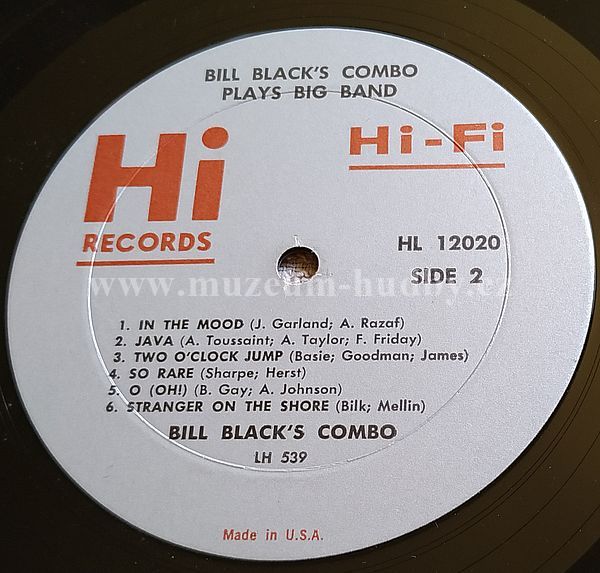 BILL BLACK'S COMBO
PLAYS BIG BAND
Hi
RECORDS
Hi-Fi
HL 12020
SIDE 2
www.muzeum-hudby.cz
1. IN THE MOOD (J. Garland; A. Razaf)
2. JAVA (A. Toussaint; A. Taylor; F. Friday)
3. TWO O'CLOCK JUMP (Basie; Goodman; James)
4. SO RARE (Sharpe; Herst)
5. O (OH!) (B. Gay; A. Johnson)
6. STRANGER ON THE SHORE (Bilk; Mellin)
BILL BLACK'S COMBO
LH 539
Made in U.S.A.